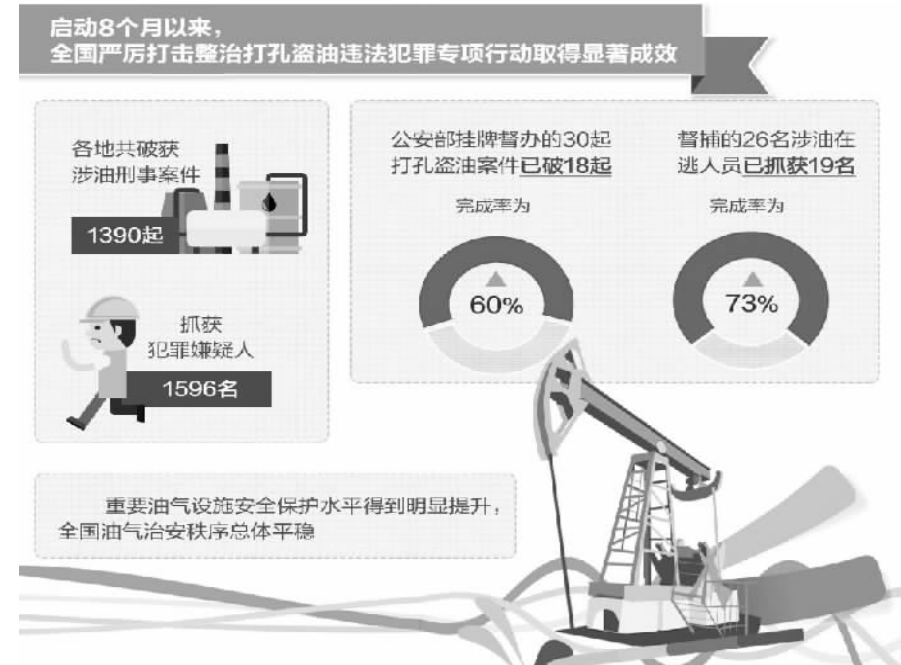 启动8个月以来,
全国严厉打击整治打孔盗油违法犯罪专项行动取得显著成效
各地共破获
涉油刑事案件
1390起
抓获
犯罪嫌疑人
1596名
公安部挂牌督办的30起
打孔盗油案件已破18起
完成率为
60%
督捕的26名涉油在
逃人员已抓获19名
完成率为
73%
重要油气设施安全保护水平得到明显提升,
全国油气治安秩序总体平稳